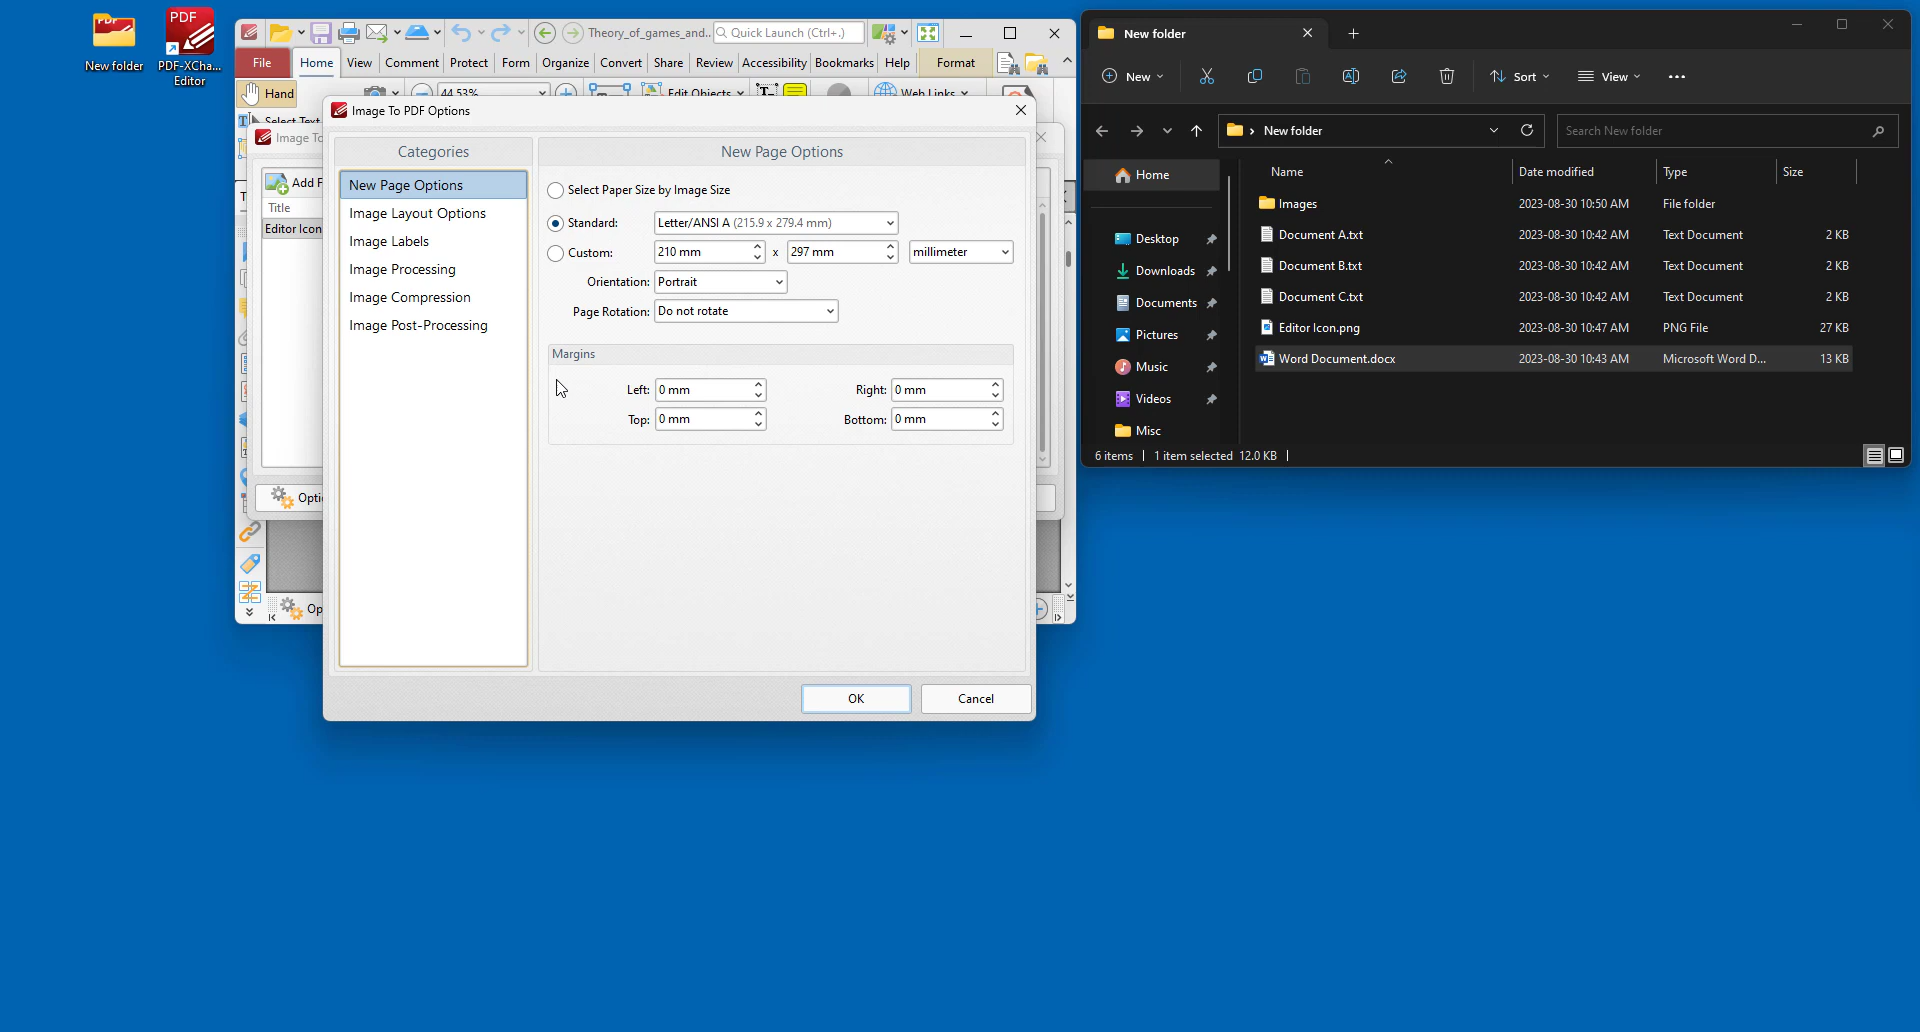 New folder
PDF-XCha...
Editor
PDF
Theory_of_games_and..
Quick Launch (Ctrl+.)
File
Home
View
Comment
Protect
Form
Organize
Convert
Share
Review
Accessibility
Bookmarks
Help
Format
Hand
44.53%
Edit Objects
Web Links
Select Text
Image To
Add F
Title
Editor Icon
Image To PDF Options
Categories
New Page Options
Image Layout Options
Image Labels
Image Processing
Image Compression
Image Post-Processing
New Page Options
Select Paper Size by Image Size
Standard: Letter/ANSI A (215.9 x 279.4 mm)
Custom: 210 mm x 297 mm millimeter
Orientation: Portrait
Page Rotation: Do not rotate
Margins
Left: 0 mm Right: 0 mm
Top: 0 mm Bottom: 0 mm
OK Cancel
Opti
Op
New folder
New
Sort
View
New folder
Search New folder
Home
Desktop
Downloads
Documents
Pictures
Music
Videos
Misc
Name Date modified Type Size
Images 2023-08-30 10:50 AM File folder
Document A.txt 2023-08-30 10:42 AM Text Document 2 KB
Document B.txt 2023-08-30 10:42 AM Text Document 2 KB
Document C.txt 2023-08-30 10:42 AM Text Document 2 KB
Editor Icon.png 2023-08-30 10:47 AM PNG File 27 KB
Word Document.docx 2023-08-30 10:43 AM Microsoft Word D... 13 KB
6 items 1 item selected 12.0 KB